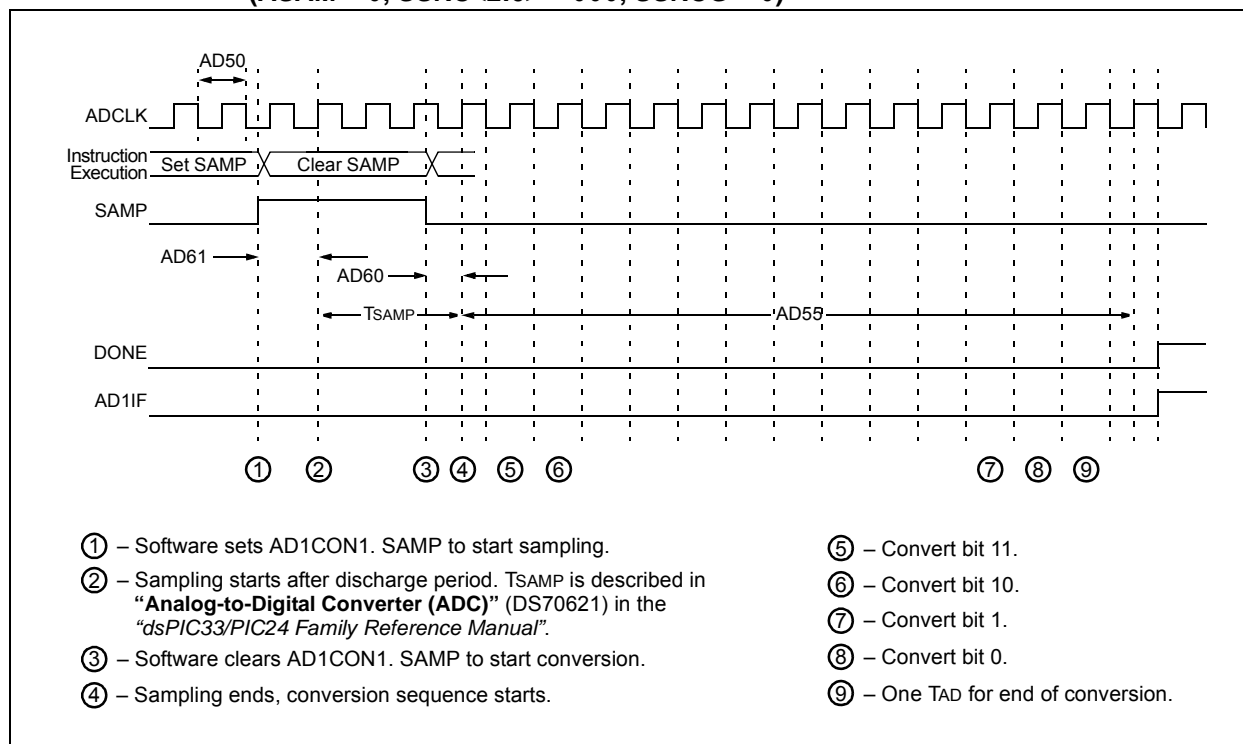 AD50
ADCLK
Instruction
Execution
Set SAMP
Clear SAMP
SAMP
AD61
AD60
TSAMP
AD55
DONE
AD1IF
1 2 3 4 5 6 7 8 9
1 – Software sets AD1CON1. SAMP to start sampling.
2 – Sampling starts after discharge period. TSAMP is described in
“Analog-to-Digital Converter (ADC)” (DS70621) in the
“dsPIC33/PIC24 Family Reference Manual”.
3 – Software clears AD1CON1. SAMP to start conversion.
4 – Sampling ends, conversion sequence starts.
5 – Convert bit 11.
6 – Convert bit 10.
7 – Convert bit 1.
8 – Convert bit 0.
9 – One TAD for end of conversion.